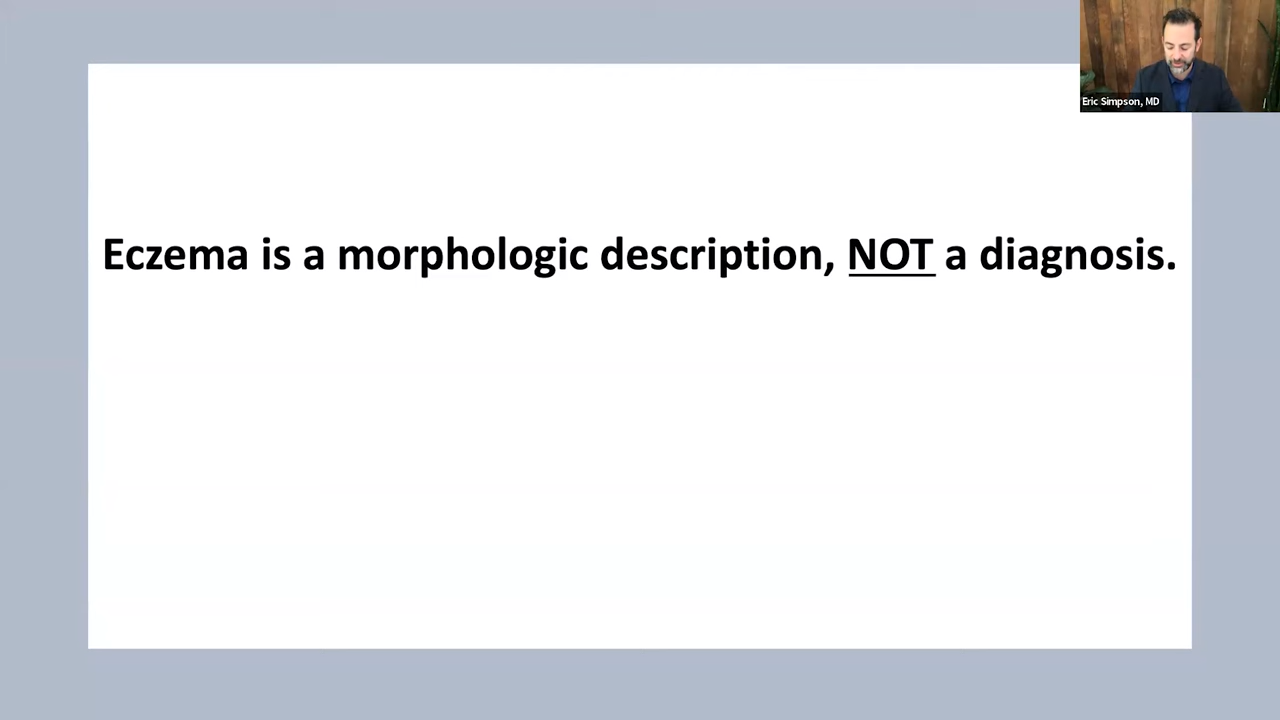 Eric Simpson, MD
Eczema is a morphologic description, NOT a diagnosis.